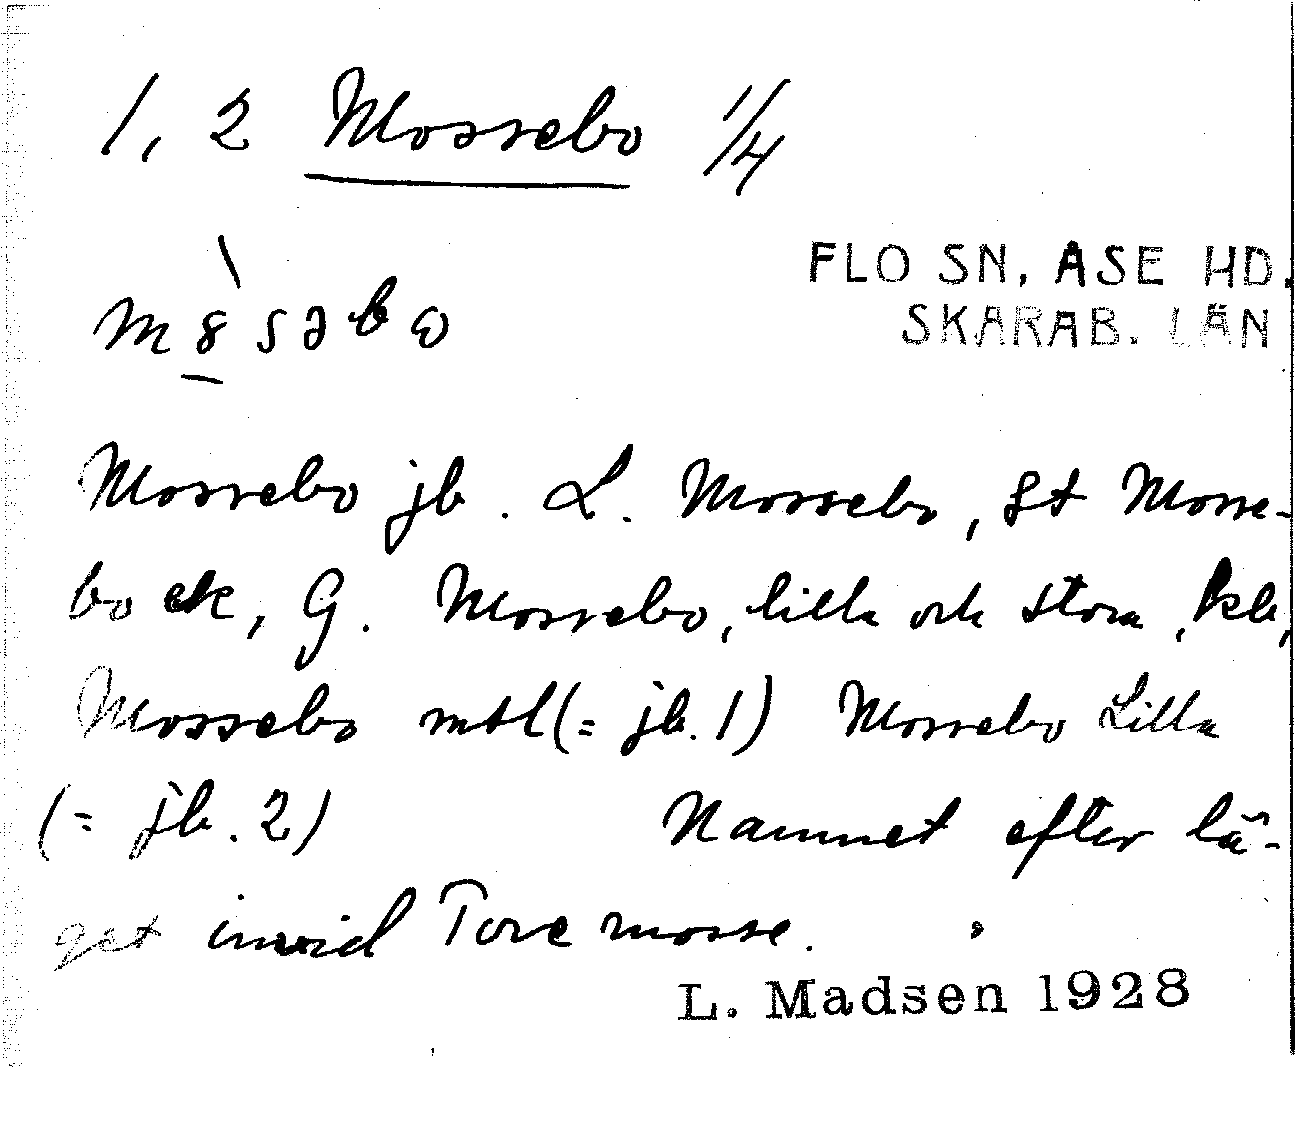 1, 2 Mossebo 1/4
FLO SN, ASE HD.
SKARAB. LÄN
Mossebo jb. L. Mossebo, St Mosse-
bo ek, G. Mossebo, lilla och stora,
Mossebo mtl (= jb. 1) Mossebo Lilla
(= jb. 2) Namnet efter lä-
get invid Tore mosse.
L. Madsen 1928